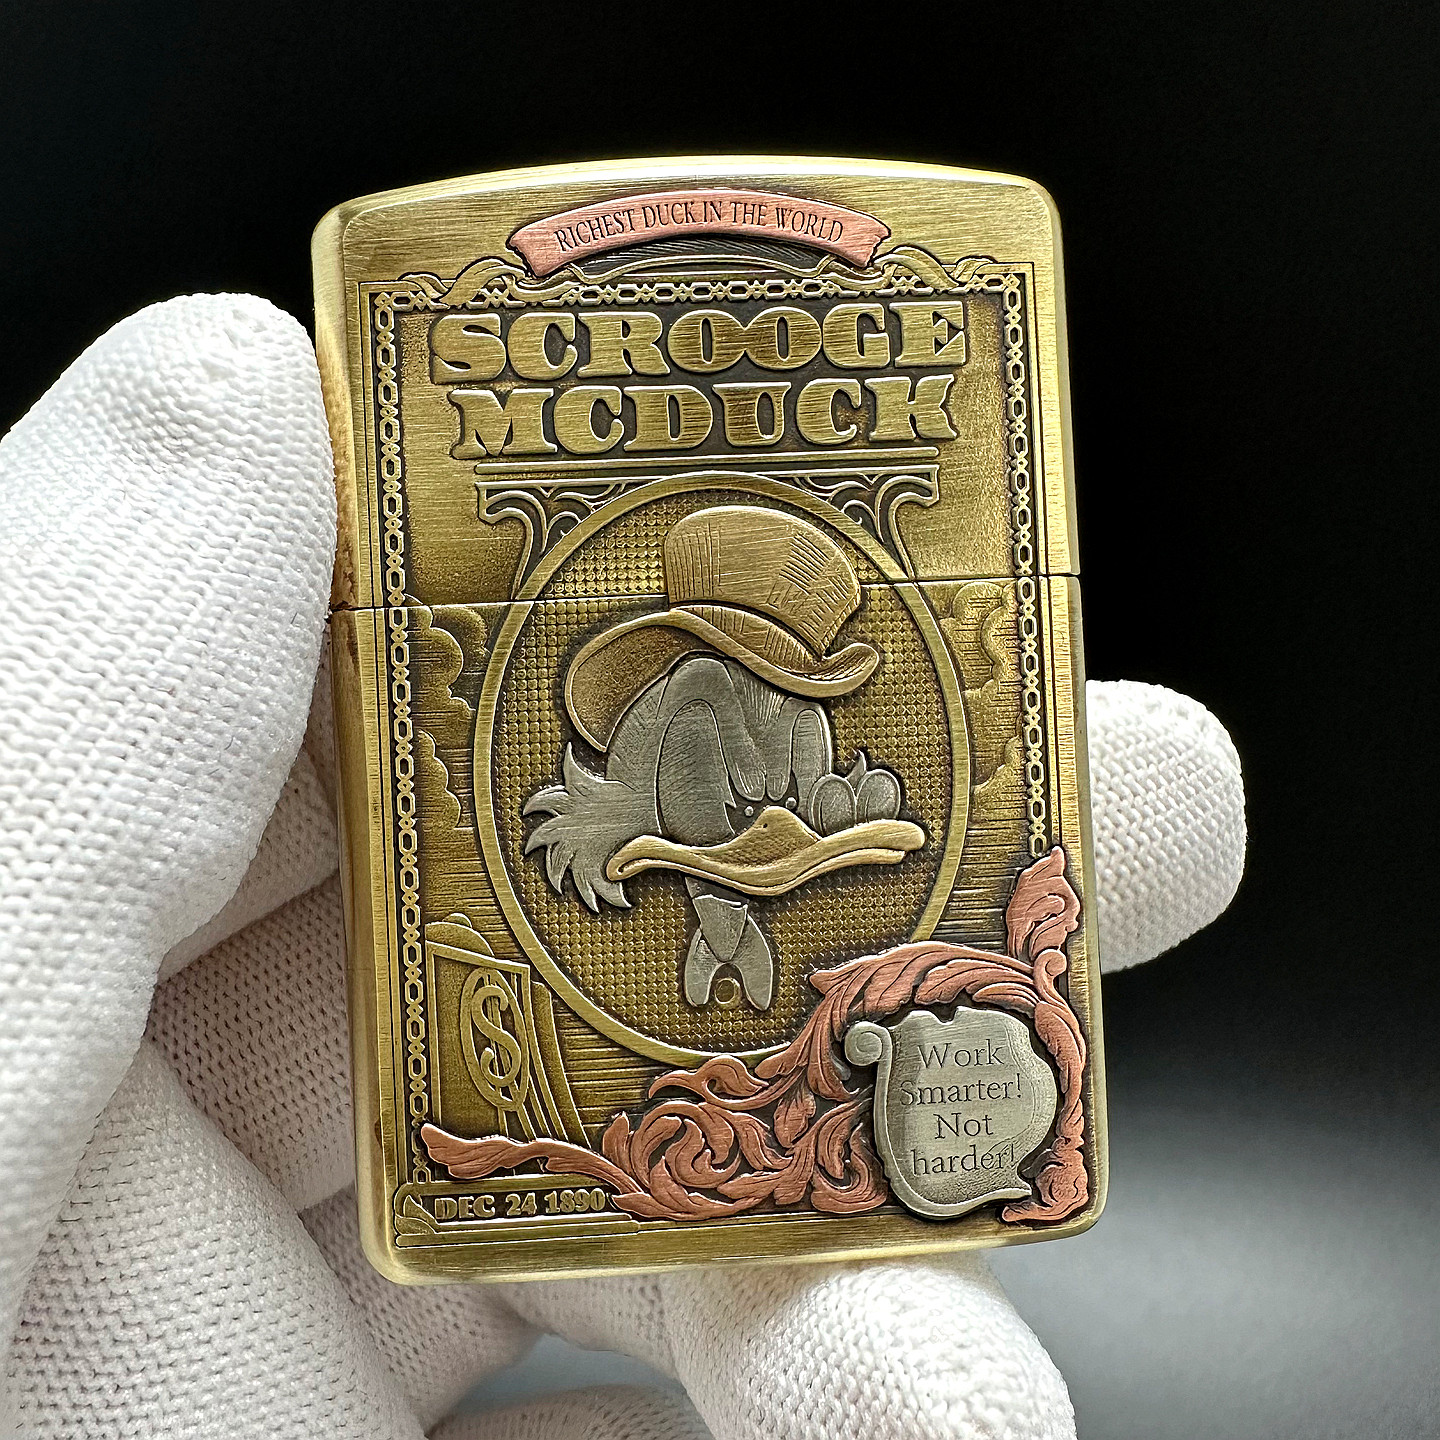 RICHEST DUCK IN THE WORLD
SCROOGE
MCDUCK
$
Work
Smarter!
Not
harder!
DEC 24 1890